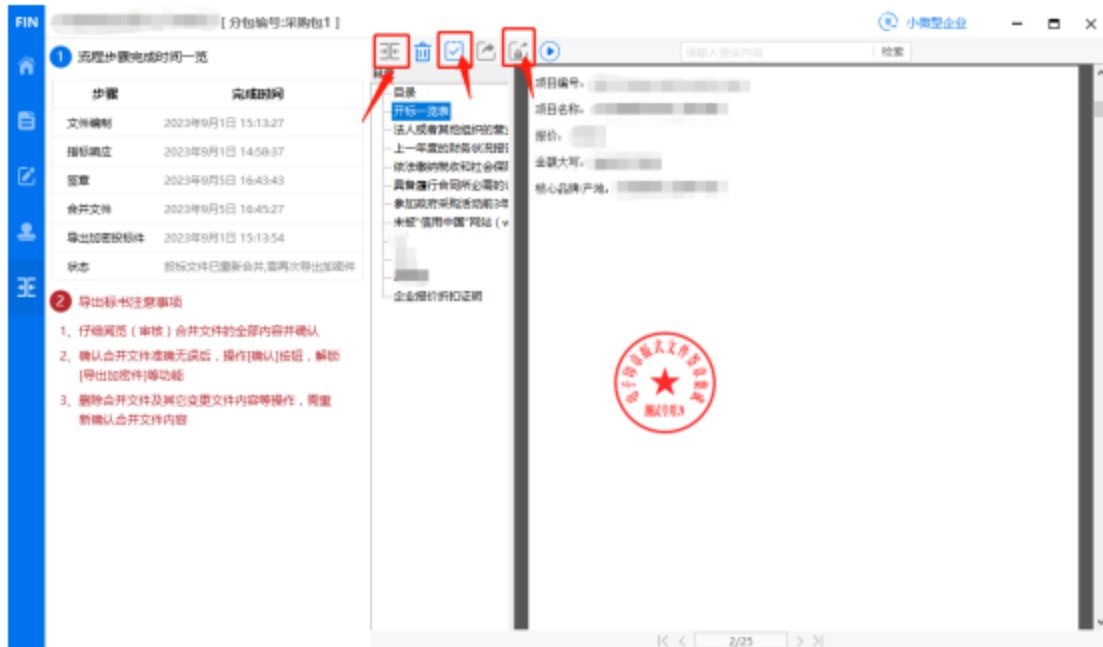 FIN
[ 分包编号:采购包1 ]
小微型企业
1 流程步骤完成时间一览
步骤 完成时间
文件编制 2023年9月1日 15:13:27
指标响应 2023年9月1日 14:58:37
签章 2023年9月5日 16:43:43
合并文件 2023年9月5日 16:45:27
导出加密投标件 2023年9月1日 15:13:54
状态 投标文件已重新合并,需再次导出加密件
2 导出标书注意事项
1、仔细阅览（审核）合并文件的全部内容并确认
2、确认合并文件准确无误后，操作[确认]按钮，解锁
[导出加密件]等功能
3、删除合并文件及其它变更文件内容等操作，需重
新确认合并文件内容
检索
目录
开标一览表
法人或者其他组织的营业
上一年度的财务状况报
依法缴纳税收和社会保
具备履行合同所必需的
参加政府采购活动前3年
未被"信用中国"网站（w
企业报价折扣证明
项目编号：
项目名称：
报价：
金额大写：
核心品牌产地：
测试专用
2/25